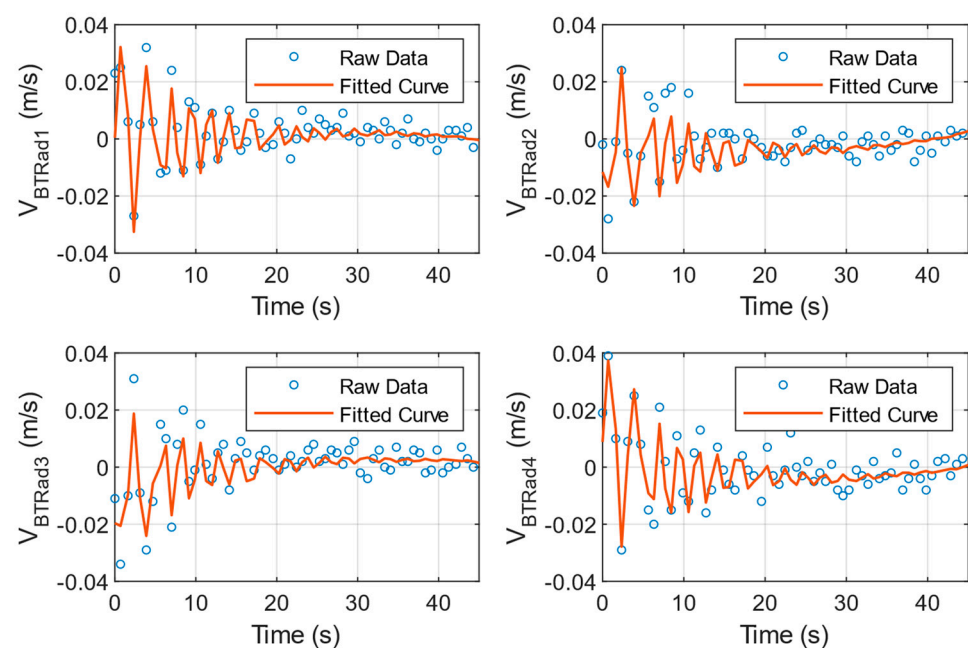 0.04
0.02
0
-0.02
-0.04
V_BTRad1 (m/s)
Raw Data
Fitted Curve
0 10 20 30 40
Time (s)
0.04
0.02
0
-0.02
-0.04
V_BTRad2 (m/s)
Raw Data
Fitted Curve
0 10 20 30 40
Time (s)
0.04
0.02
0
-0.02
-0.04
V_BTRad3 (m/s)
Raw Data
Fitted Curve
0 10 20 30 40
Time (s)
0.04
0.02
0
-0.02
-0.04
V_BTRad4 (m/s)
Raw Data
Fitted Curve
0 10 20 30 40
Time (s)